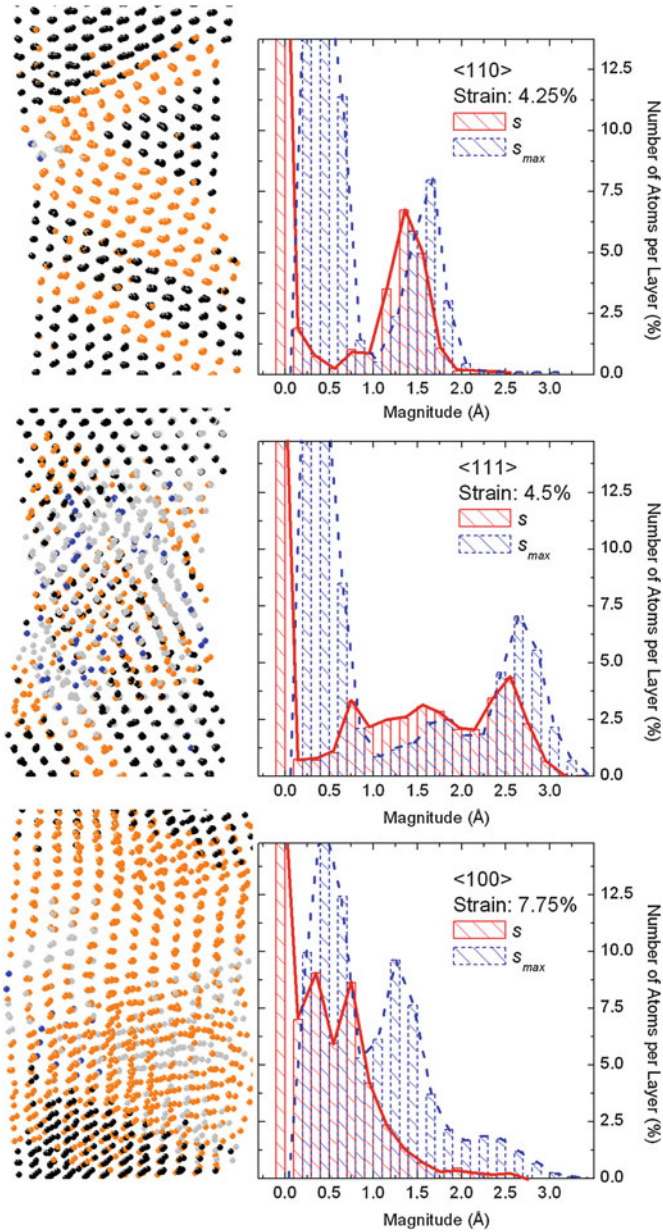 <110>
Strain: 4.25%
s
s_max
12.5
10.0
7.5
5.0
2.5
0.0
Number of Atoms per Layer (%)
0.0 0.5 1.0 1.5 2.0 2.5 3.0
Magnitude (Å)
<111>
Strain: 4.5%
s
s_max
12.5
10.0
7.5
5.0
2.5
0.0
Number of Atoms per Layer (%)
0.0 0.5 1.0 1.5 2.0 2.5 3.0
Magnitude (Å)
<100>
Strain: 7.75%
s
s_max
12.5
10.0
7.5
5.0
2.5
0.0
Number of Atoms per Layer (%)
0.0 0.5 1.0 1.5 2.0 2.5 3.0
Magnitude (Å)